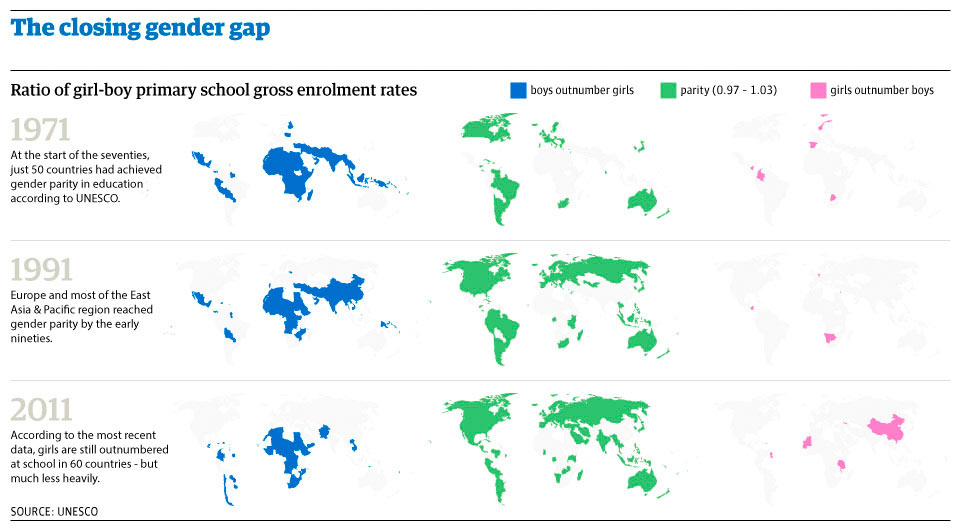 The closing gender gap
Ratio of girl-boy primary school gross enrolment rates
boys outnumber girls
parity (0.97 - 1.03)
girls outnumber boys
1971
At the start of the seventies,
just 50 countries had achieved
gender parity in education
according to UNESCO.
1991
Europe and most of the East
Asia & Pacific region reached
gender parity by the early
nineties.
2011
According to the most recent
data, girls are still outnumbered
at school in 60 countries - but
much less heavily.
SOURCE: UNESCO